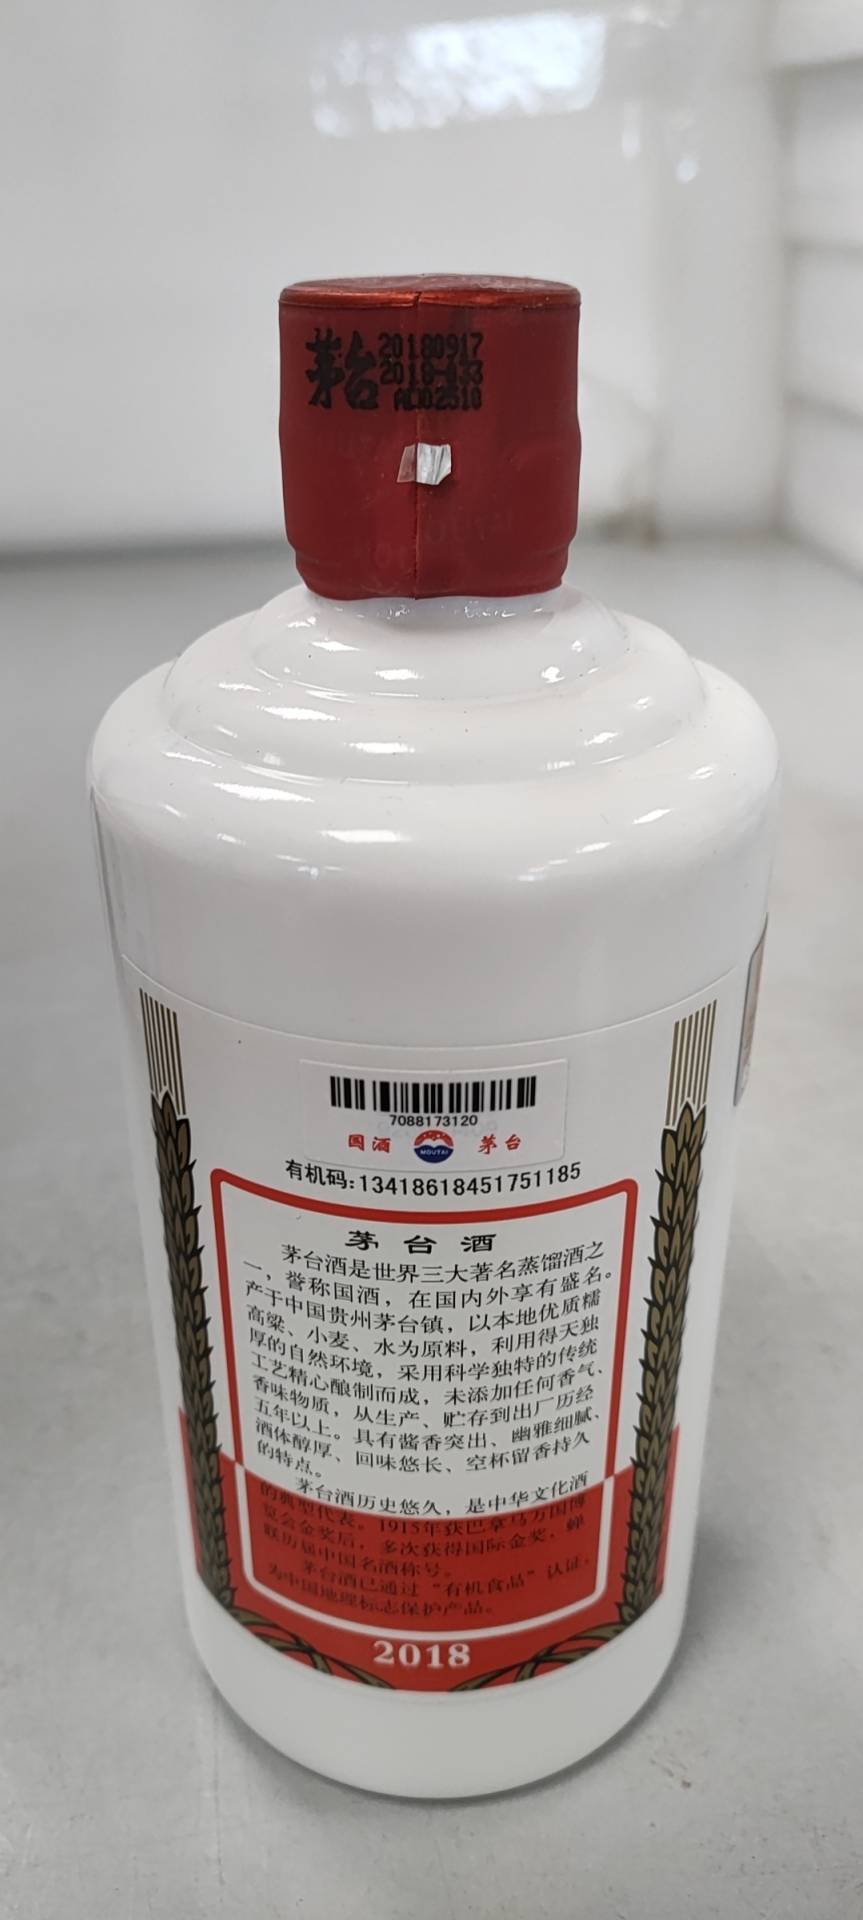 茅台
20180917
2018-133
A0102510
7088173120
国酒 MOUTAI 茅台
有机码:13418618451751185
茅台酒
茅台酒是世界三大著名蒸馏酒之
一，誉称国酒，在国内外享有盛名。
产于中国贵州茅台镇，以本地优质糯
高粱、小麦、水为原料，利用得天独
厚的自然环境，采用科学独特的传统
工艺精心酿制而成，未添加任何香气、
香味物质，从生产、贮存到出厂历经
五年以上。具有酱香突出、幽雅细腻、
酒体醇厚、回味悠长、空杯留香持久
的特点。
茅台酒历史悠久，是中华文化酒
的典型代表。1915年获巴拿马万国博
览会金奖后，多次获得国际金奖，蝉
联历届中国名酒称号。
茅台酒已通过“有机食品”认证，
为中国地理标志保护产品。
2018